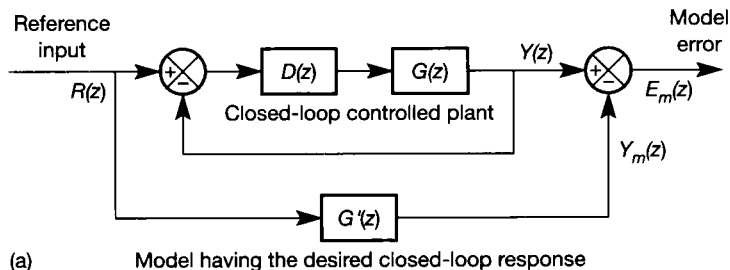 Reference
input
Model
error
R(z)
+
−
D(z)
G(z)
Y(z)
+
−
E_m(z)
Closed-loop controlled plant
Y_m(z)
G'(z)
(a)
Model having the desired closed-loop response